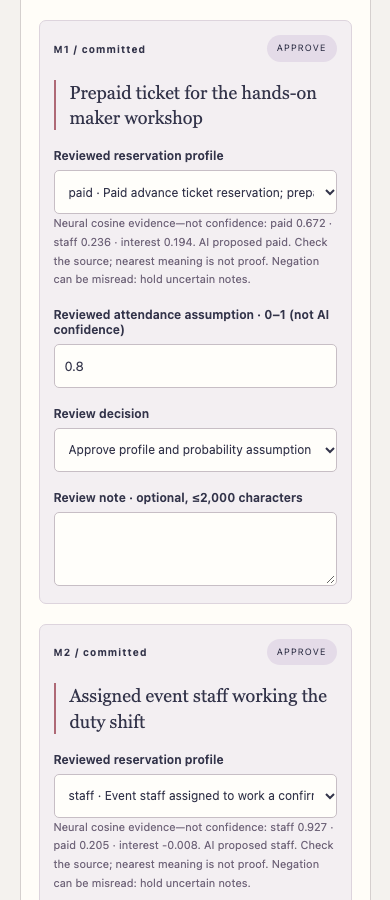 M1 / committed
APPROVE
Prepaid ticket for the hands-on
maker workshop
Reviewed reservation profile
paid · Paid advance ticket reservation; prepa
Neural cosine evidence—not confidence: paid 0.672 ·
staff 0.236 · interest 0.194. AI proposed paid. Check
the source; nearest meaning is not proof. Negation
can be misread: hold uncertain notes.
Reviewed attendance assumption · 0–1 (not AI
confidence)
0.8
Review decision
Approve profile and probability assumption
Review note · optional, ≤2,000 characters
M2 / committed
APPROVE
Assigned event staff working the
duty shift
Reviewed reservation profile
staff · Event staff assigned to work a confirm
Neural cosine evidence—not confidence: staff 0.927 ·
paid 0.205 · interest -0.008. AI proposed staff. Check
the source; nearest meaning is not proof. Negation
can be misread: hold uncertain notes.